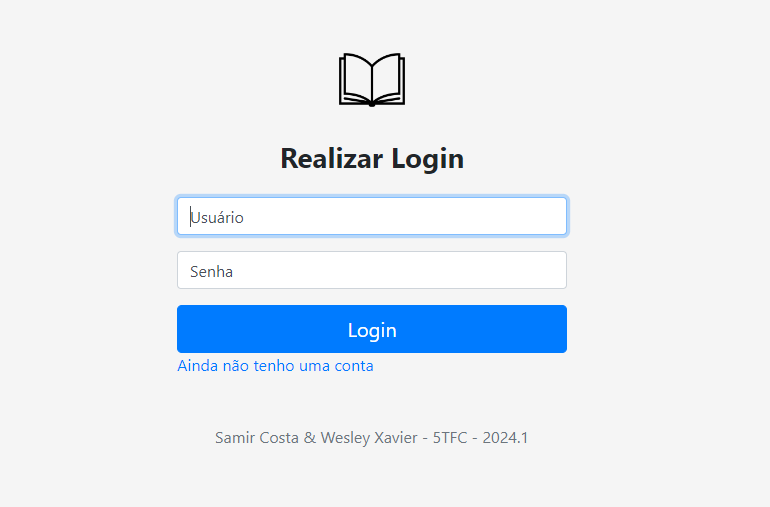 Realizar Login
Usuário
Senha
Login
Ainda não tenho uma conta
Samir Costa & Wesley Xavier - 5TFC - 2024.1